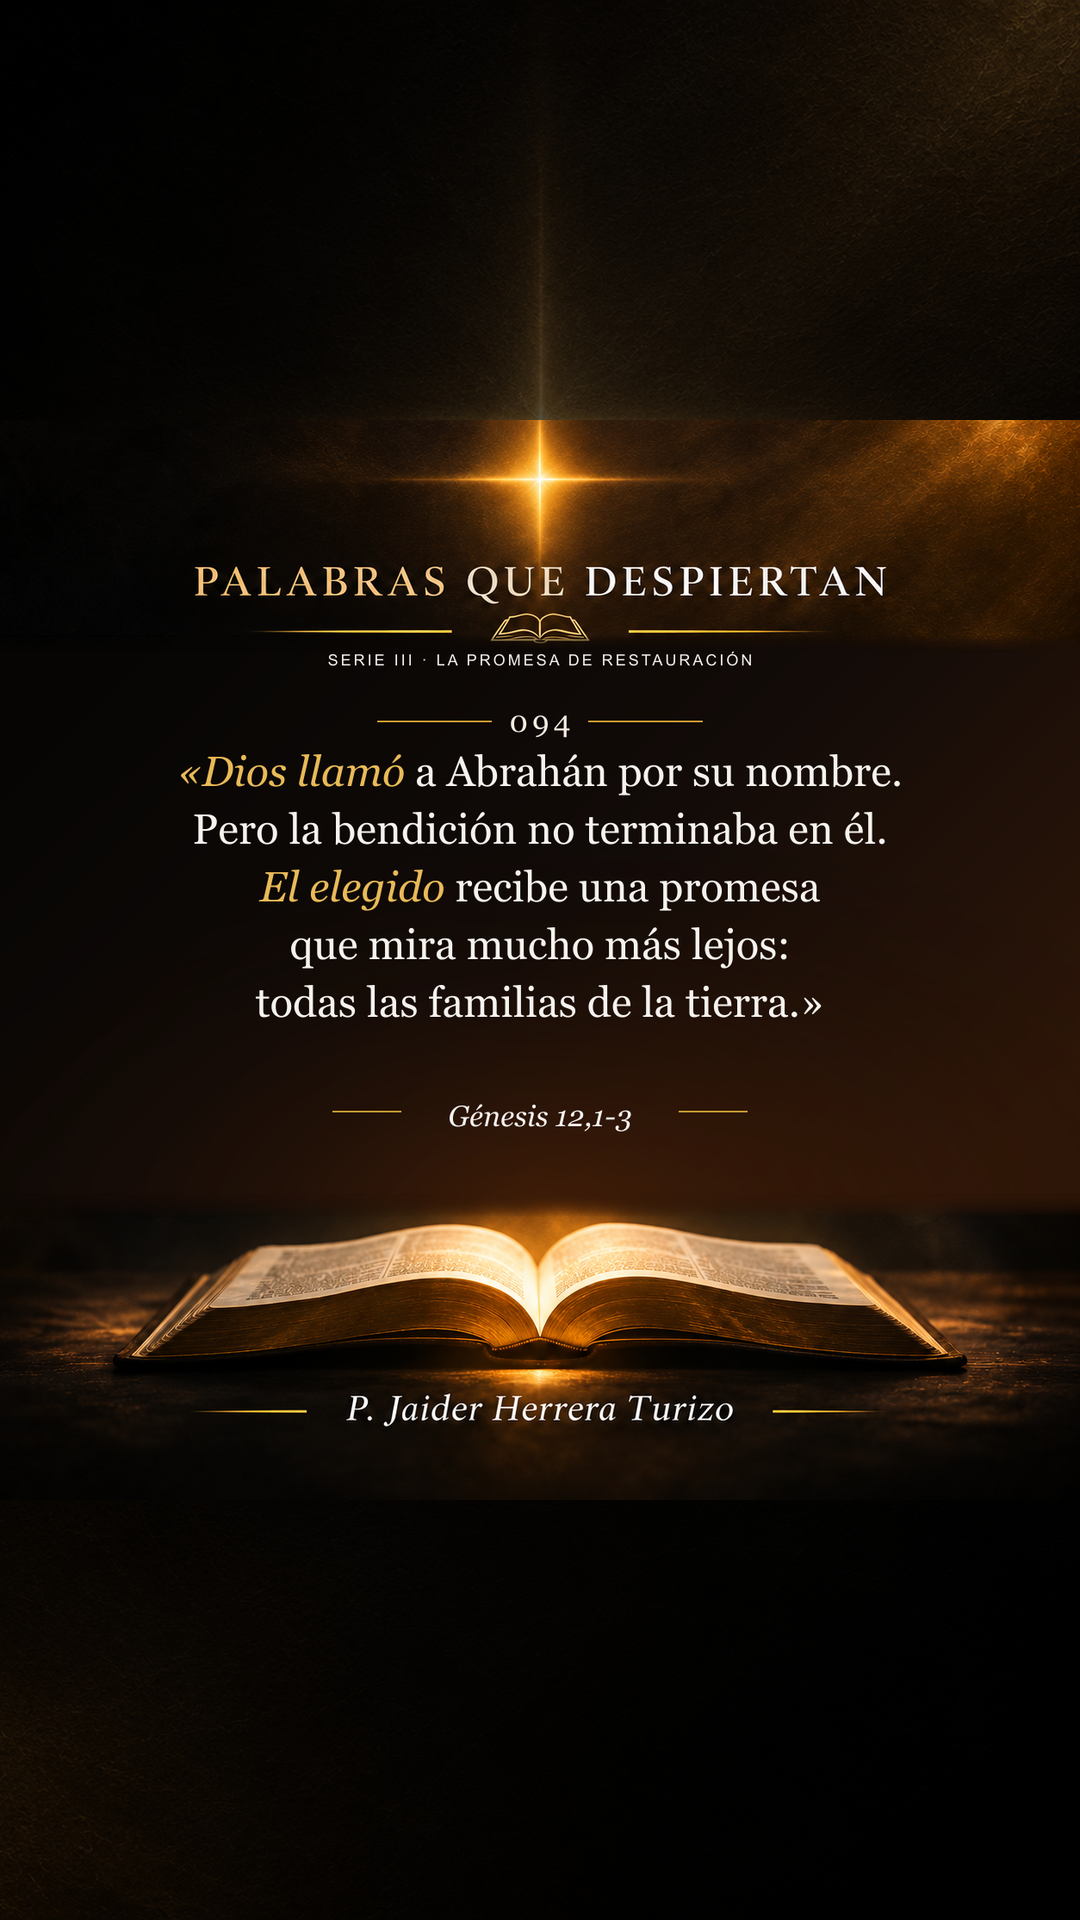 PALABRAS QUE DESPIERTAN
SERIE III · LA PROMESA DE RESTAURACIÓN
094
«Dios llamó a Abrahán por su nombre.
Pero la bendición no terminaba en él.
El elegido recibe una promesa
que mira mucho más lejos:
todas las familias de la tierra.»
Génesis 12,1-3
P. Jaider Herrera Turizo